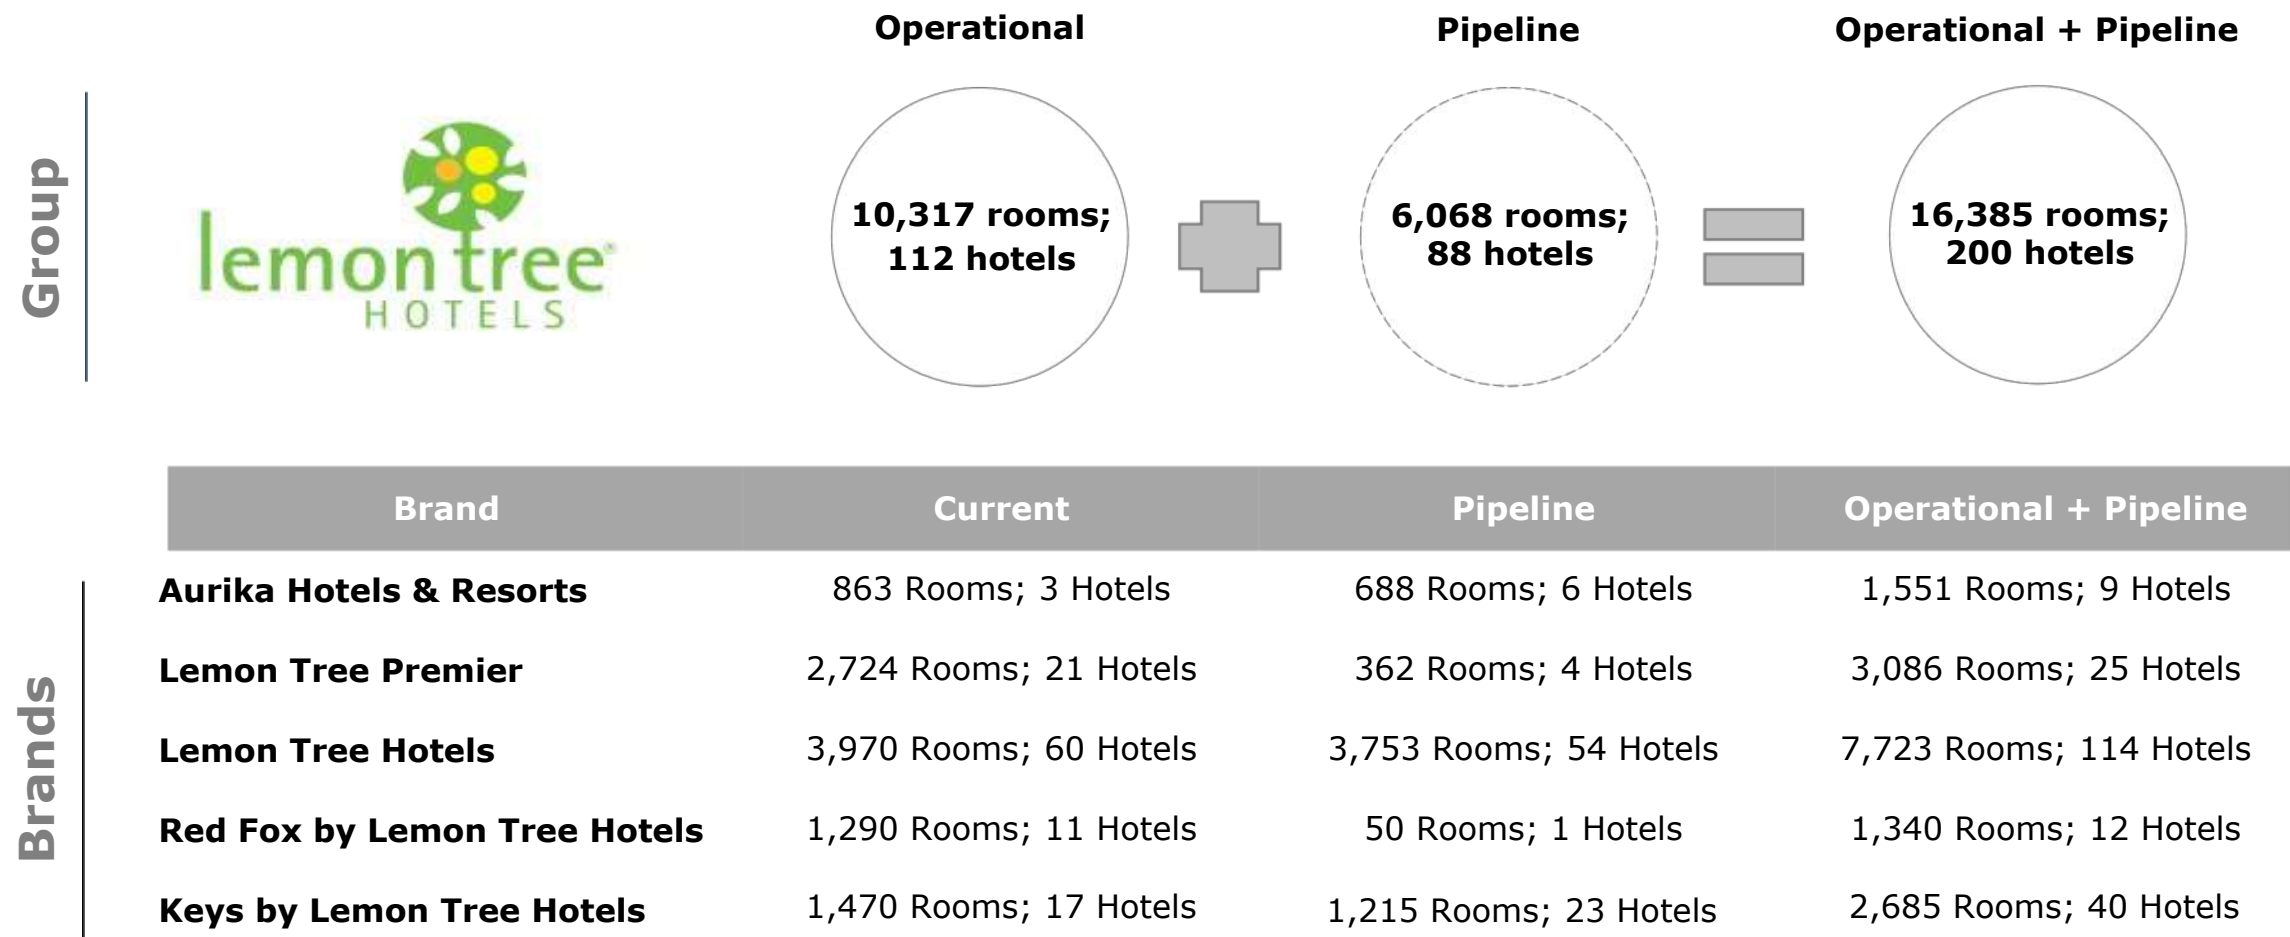 Operational Pipeline Operational + Pipeline
Group
lemon tree®
HOTELS
10,317 rooms;
112 hotels
6,068 rooms;
88 hotels
16,385 rooms;
200 hotels
Brand Current Pipeline Operational + Pipeline
Brands
Aurika Hotels & Resorts 863 Rooms; 3 Hotels 688 Rooms; 6 Hotels 1,551 Rooms; 9 Hotels
Lemon Tree Premier 2,724 Rooms; 21 Hotels 362 Rooms; 4 Hotels 3,086 Rooms; 25 Hotels
Lemon Tree Hotels 3,970 Rooms; 60 Hotels 3,753 Rooms; 54 Hotels 7,723 Rooms; 114 Hotels
Red Fox by Lemon Tree Hotels 1,290 Rooms; 11 Hotels 50 Rooms; 1 Hotels 1,340 Rooms; 12 Hotels
Keys by Lemon Tree Hotels 1,470 Rooms; 17 Hotels 1,215 Rooms; 23 Hotels 2,685 Rooms; 40 Hotels